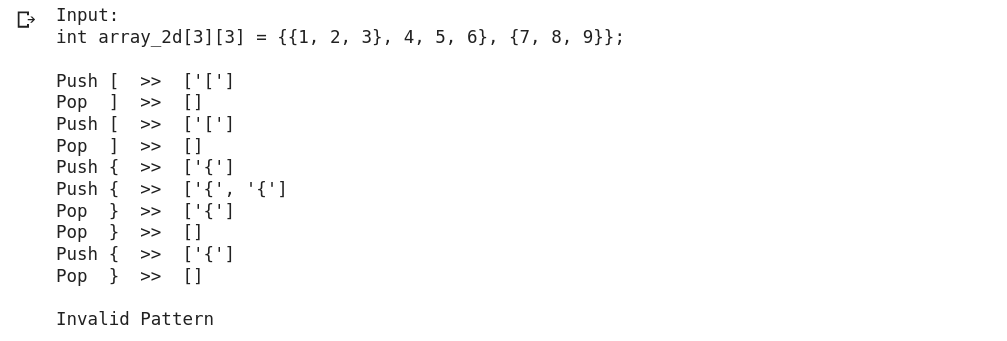 Input:
int array_2d[3][3] = {{1, 2, 3}, 4, 5, 6}, {7, 8, 9}};

Push [  >>  ['[']
Pop  ]  >>  []
Push [  >>  ['[']
Pop  ]  >>  []
Push {  >>  ['{']
Push {  >>  ['{', '{']
Pop  }  >>  ['{']
Pop  }  >>  []
Push {  >>  ['{']
Pop  }  >>  []

Invalid Pattern